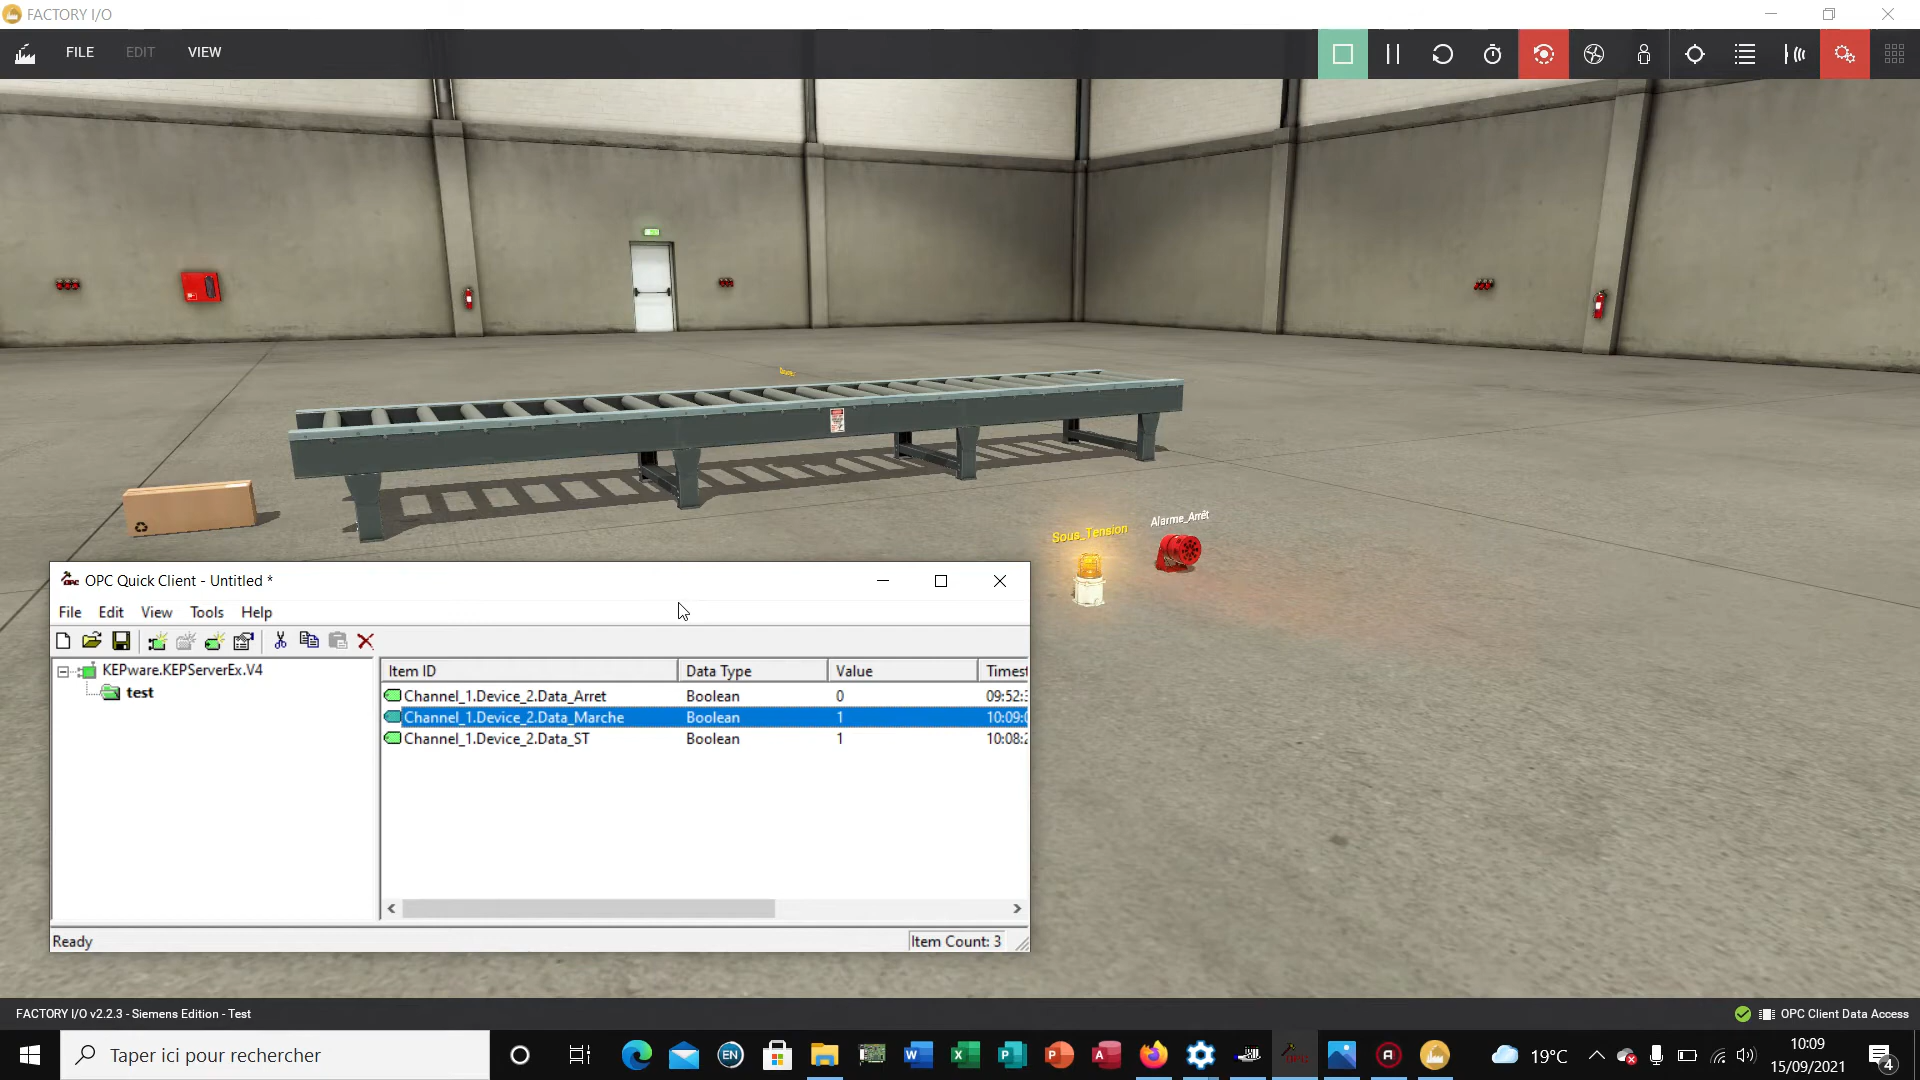 FACTORY I/O
FILE
EDIT
VIEW
Sous_Tension
Alarme_Arrêt
OPC Quick Client - Untitled *
File Edit View Tools Help
KEPware.KEPServerEx.V4
test
Item ID Data Type Value Timest
Channel_1.Device_2.Data_Arret Boolean 0 09:52:
Channel_1.Device_2.Data_Marche Boolean 1 10:09:
Channel_1.Device_2.Data_ST Boolean 1 10:08:
Ready
Item Count: 3
FACTORY I/O v2.2.3 - Siemens Edition - Test
OPC Client Data Access
Taper ici pour rechercher
EN
19°C
10:09
15/09/2021
4